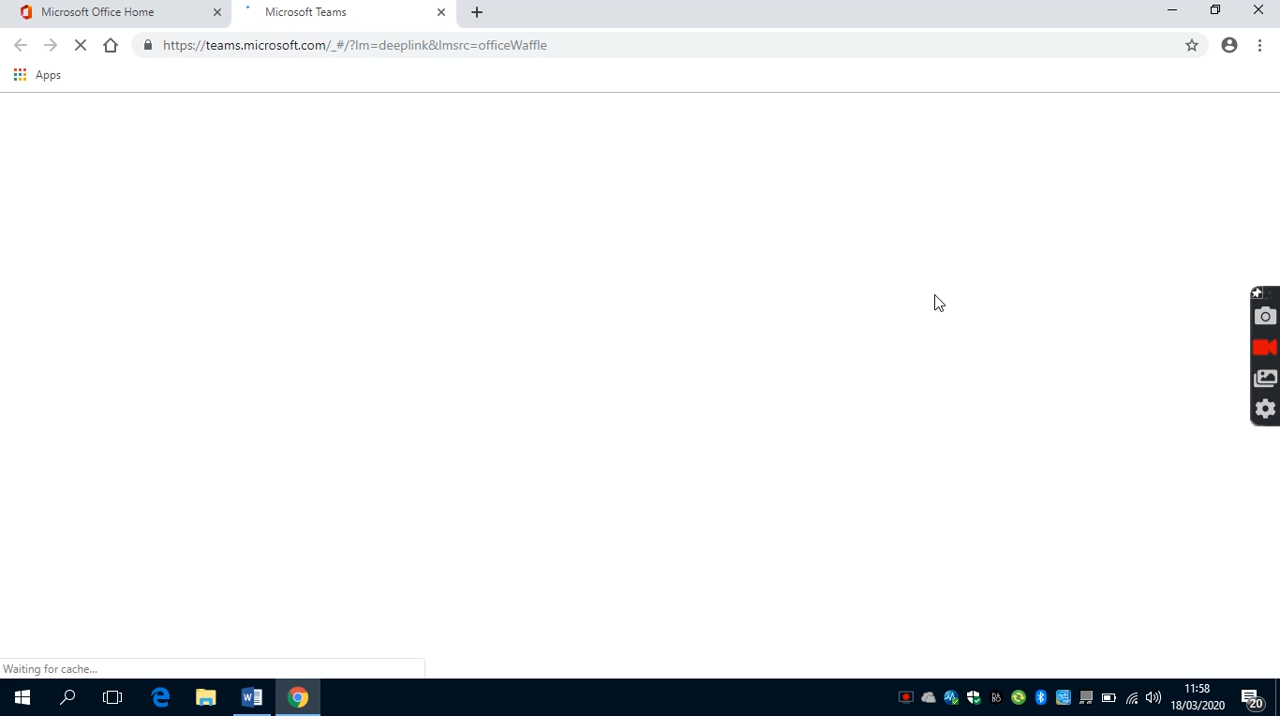 Microsoft Office Home
Microsoft Teams
https://teams.microsoft.com/_#/?lm=deeplink&lmsrc=officeWaffle
Apps
Waiting for cache...
11:58
18/03/2020
20